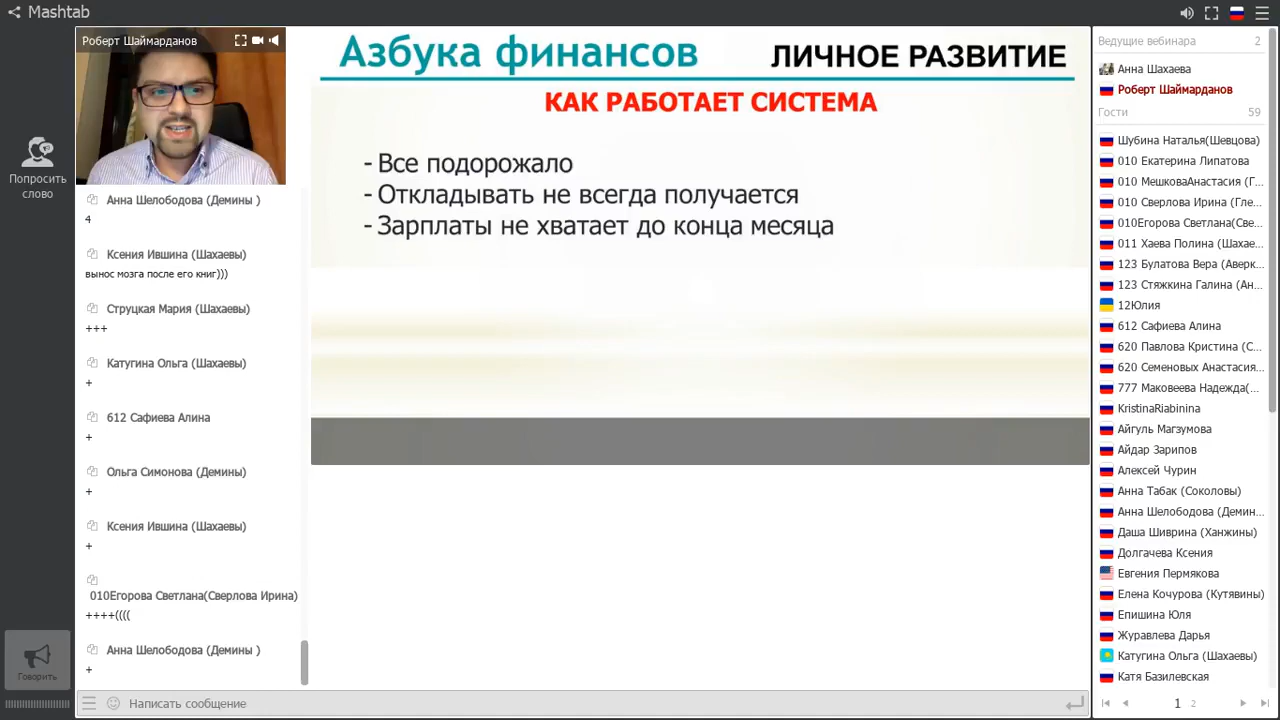 Mashtab
Роберт Шаймарданов
Попросить
слово
Говорить
Анна Шелободова (Демины )
4
Ксения Ившина (Шахаевы)
вынос мозга после его книг)))
Струцкая Мария (Шахаевы)
+++
Катугина Ольга (Шахаевы)
+
612 Сафиева Алина
+
Ольга Симонова (Демины)
+
Ксения Ившина (Шахаевы)
+
010Егорова Светлана(Сверлова Ирина)
++++((((
Анна Шелободова (Демины )
+
Написать сообщение
Азбука финансов
ЛИЧНОЕ РАЗВИТИЕ
КАК РАБОТАЕТ СИСТЕМА
- Все подорожало
- Откладывать не всегда получается
- Зарплаты не хватает до конца месяца
Ведущие вебинара 2
Анна Шахаева
Роберт Шаймарданов
Гости 59
Шубина Наталья(Шевцова)
010 Екатерина Липатова
010 МешковаАнастасия (Г...
010 Сверлова Ирина (Гле...
010Егорова Светлана(Све...
011 Хаева Полина (Шахае...
123 Булатова Вера (Аверк...
123 Стяжкина Галина (Ан...
12Юлия
612 Сафиева Алина
620 Павлова Кристина (С...
620 Семеновых Анастасия...
777 Маковеева Надежда(...
KristinaRiabinina
Айгуль Магзумова
Айдар Зарипов
Алексей Чурин
Анна Табак (Соколовы)
Анна Шелободова (Демин...
Даша Шиврина (Ханжины)
Долгачева Ксения
Евгения Пермякова
Елена Кочурова (Кутявины)
Епишина Юля
Журавлева Дарья
Катугина Ольга (Шахаевы)
Катя Базилевская
1 2